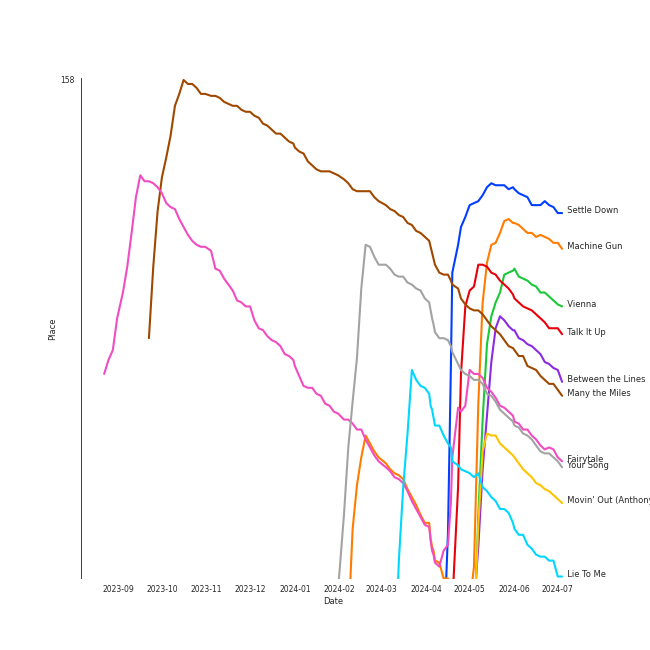 158
Settle Down
Machine Gun
Vienna
Talk It Up
Place
Between the Lines
Many the Miles
Fairytale
Your Song
Movin' Out (Anthony
Lie To Me
2023-09 2023-10 2023-11 2023-12 2024-01 2024-02 2024-03 2024-04 2024-05 2024-06 2024-07
Date